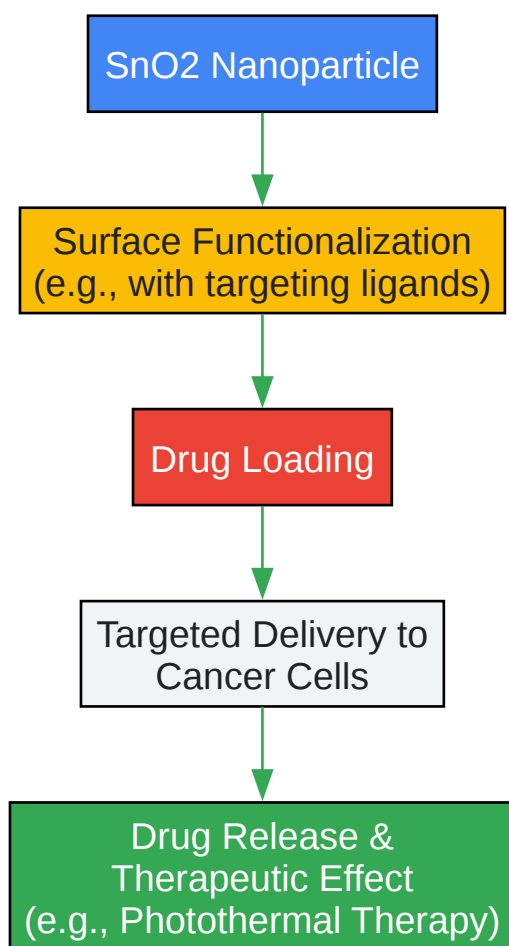 SnO2 Nanoparticle
Surface Functionalization
(e.g., with targeting ligands)
Drug Loading
Targeted Delivery to
Cancer Cells
Drug Release &
Therapeutic Effect
(e.g., Photothermal Therapy)